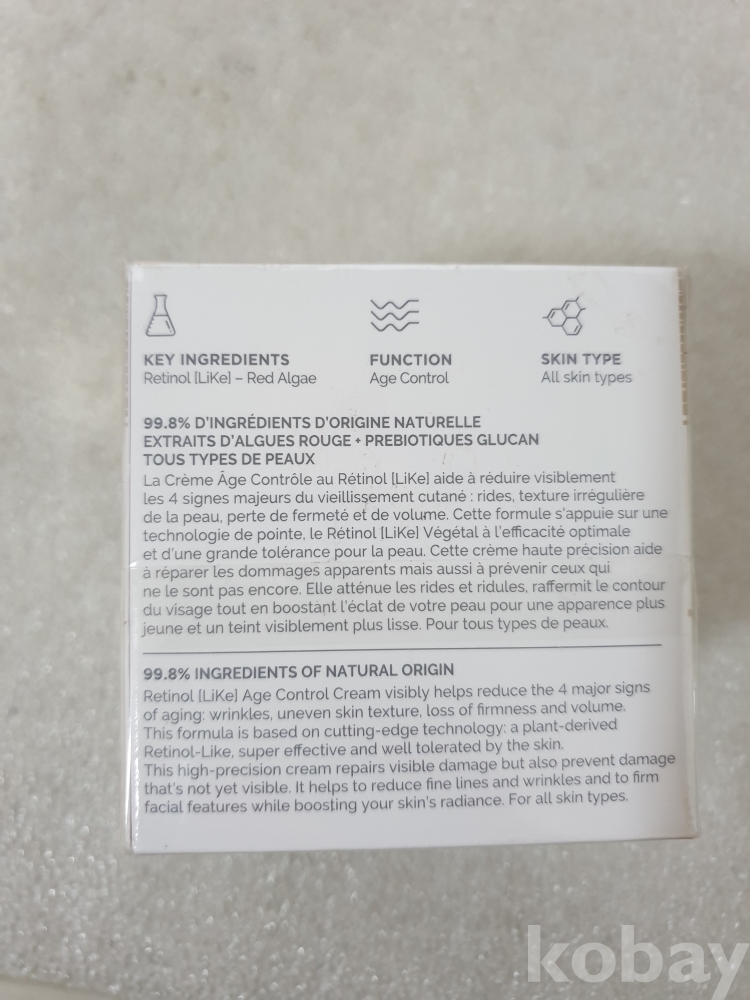 KEY INGREDIENTS
Retinol [LiKe] – Red Algae
FUNCTION
Age Control
SKIN TYPE
All skin types
99.8% D'INGRÉDIENTS D'ORIGINE NATURELLE
EXTRAITS D'ALGUES ROUGE + PREBIOTIQUES GLUCAN
TOUS TYPES DE PEAUX
La Crème Âge Contrôle au Rétinol [LiKe] aide à réduire visiblement
les 4 signes majeurs du vieillissement cutané : rides, texture irrégulière
de la peau, perte de fermeté et de volume. Cette formule s'appuie sur une
technologie de pointe, le Rétinol [LiKe] Végétal à l'efficacité optimale
et d'une grande tolérance pour la peau. Cette crème haute précision aide
à réparer les dommages apparents mais aussi à prévenir ceux qui
ne le sont pas encore. Elle atténue les rides et ridules, raffermit le contour
du visage tout en boostant l'éclat de votre peau pour une apparence plus
jeune et un teint visiblement plus lisse. Pour tous types de peaux.
99.8% INGREDIENTS OF NATURAL ORIGIN
Retinol [LiKe] Age Control Cream visibly helps reduce the 4 major signs
of aging: wrinkles, uneven skin texture, loss of firmness and volume.
This formula is based on cutting-edge technology: a plant-derived
Retinol-Like, super effective and well tolerated by the skin.
This high-precision cream repairs visible damage but also prevent damage
that's not yet visible. It helps to reduce fine lines and wrinkles and to firm
facial features while boosting your skin's radiance. For all skin types.
kobay